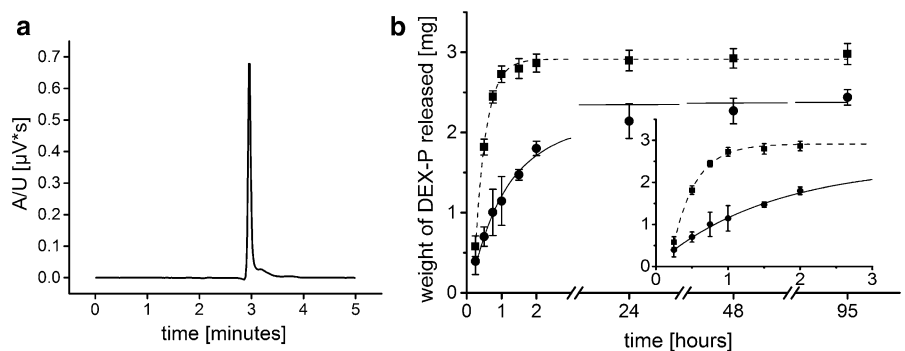 a
0.7
0.6
0.5
0.4
0.3
0.2
0.1
0.0
A/U [µV*s]
0 1 2 3 4 5
time [minutes]
b
3
2
1
0
weight of DEX-P released [mg]
0 1 2 24 48 95
time [hours]
3
2
1
0
0 1 2 3